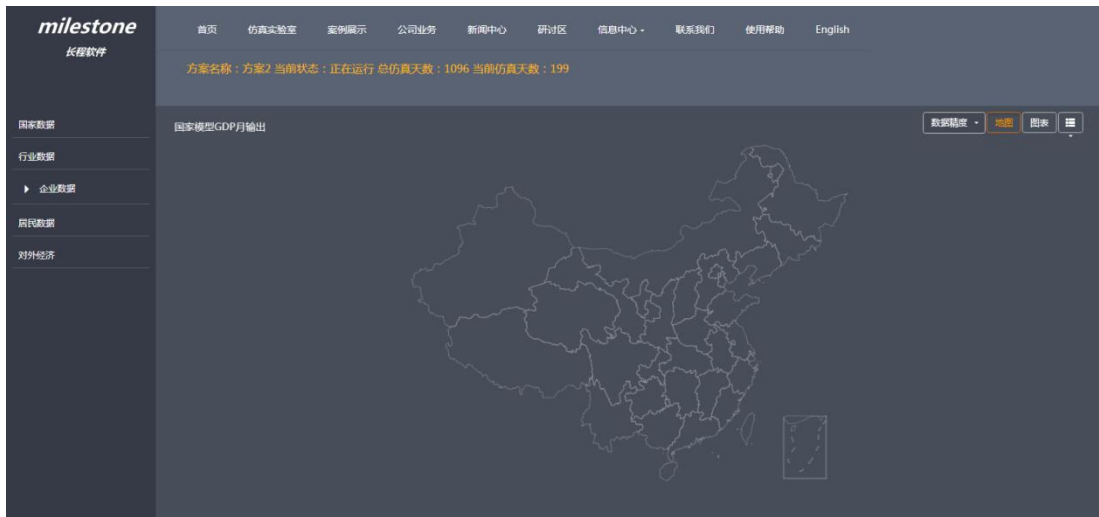 milestone
长程软件
首页 仿真实验室 案例展示 公司业务 新闻中心 研讨区 信息中心 联系我们 使用帮助 English
方案名称：方案2 当前状态：正在运行 总仿真天数：1096 当前仿真天数：199
国家数据
行业数据
企业数据
居民数据
对外经济
国家模型GDP月输出
数据精度 地图 图表